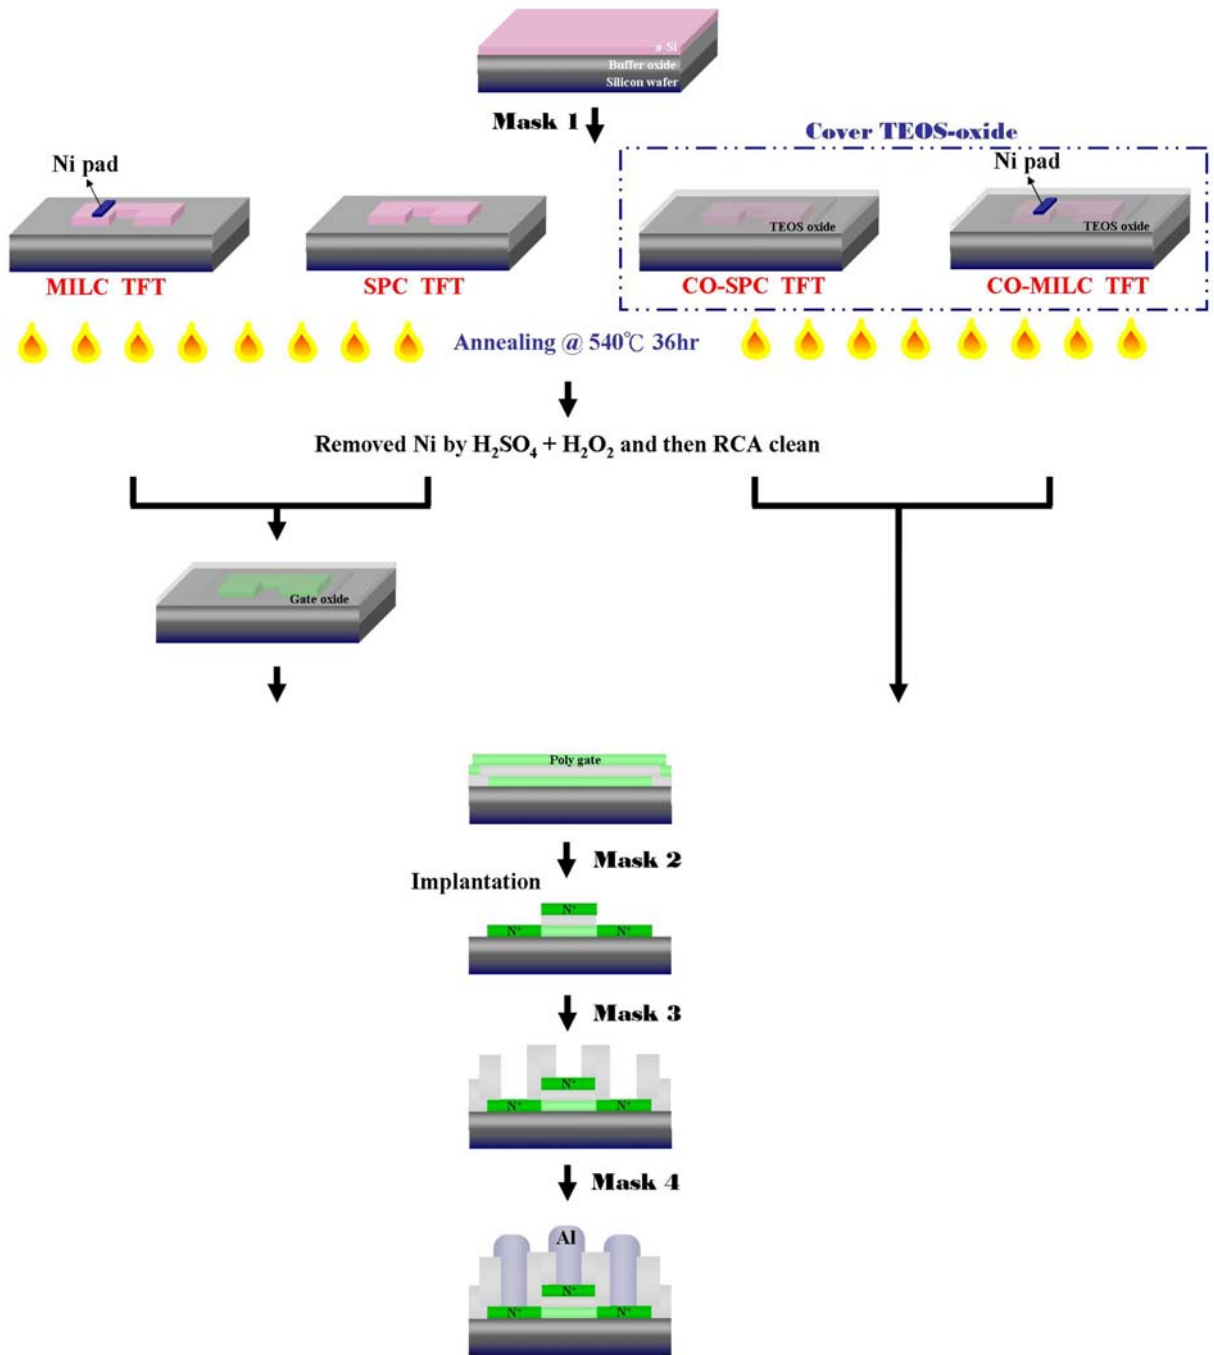 a-Si
Buffer oxide
Silicon wafer
Mask 1
Cover TEOS-oxide
Ni pad
Ni pad
TEOS oxide
TEOS oxide
MILC TFT
SPC TFT
CO-SPC TFT
CO-MILC TFT
Annealing @ 540℃ 36hr
Removed Ni by H₂SO₄ + H₂O₂ and then RCA clean
Gate oxide
Poly gate
Mask 2
Implantation
N⁺
N⁺ N⁺
Mask 3
N⁺
N⁺ N⁺
Mask 4
Al
N⁺
N⁺ N⁺